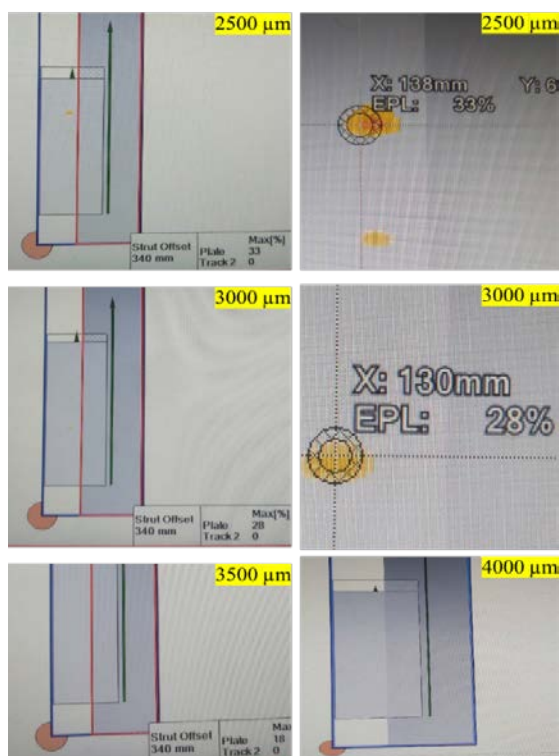 2500 µm
Strut Offset
340 mm
Max[%]
Plate 33
Track 2 0
2500 µm
X: 138mm Y: 6
EPL: 33%
3000 µm
Strut Offset
340 mm
Max[%]
Plate 28
Track 2 0
3000 µm
X: 130mm
EPL: 28%
3500 µm
Strut Offset
340 mm
Max[%]
Plate 18
Track 2 0
4000 µm